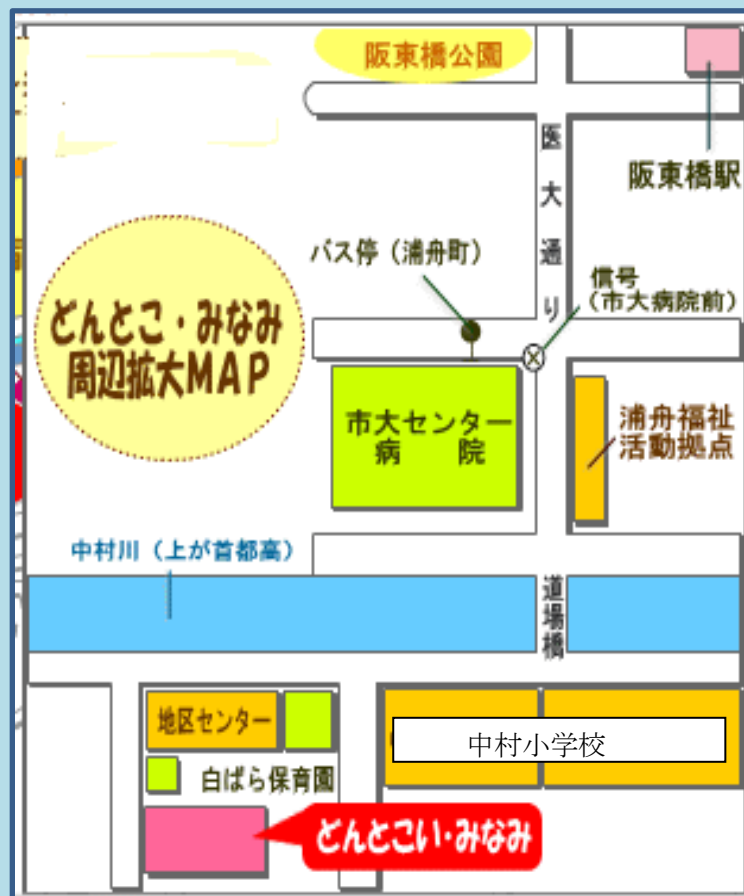 阪東橋公園
医大通り
阪東橋駅
バス停（浦舟町）
信号
（市大病院前）
どんとこ・みなみ
周辺拡大MAP
市大センター
病　院
浦舟福祉
活動拠点
中村川（上が首都高）
道場橋
地区センター
中村小学校
白ばら保育園
どんとこい・みなみ